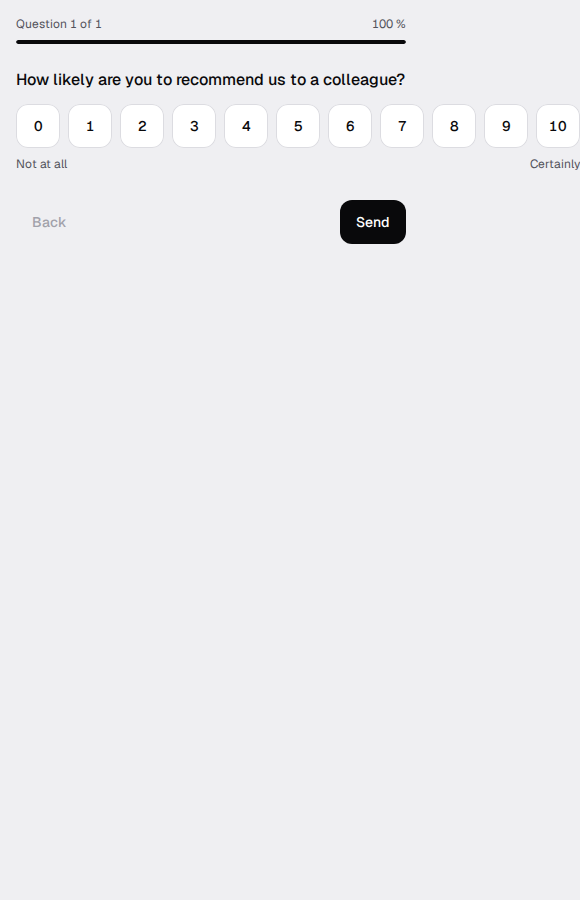 Question 1 of 1 100 %
How likely are you to recommend us to a colleague?
0 1 2 3 4 5 6 7 8 9 10
Not at all Certainly
Back Send